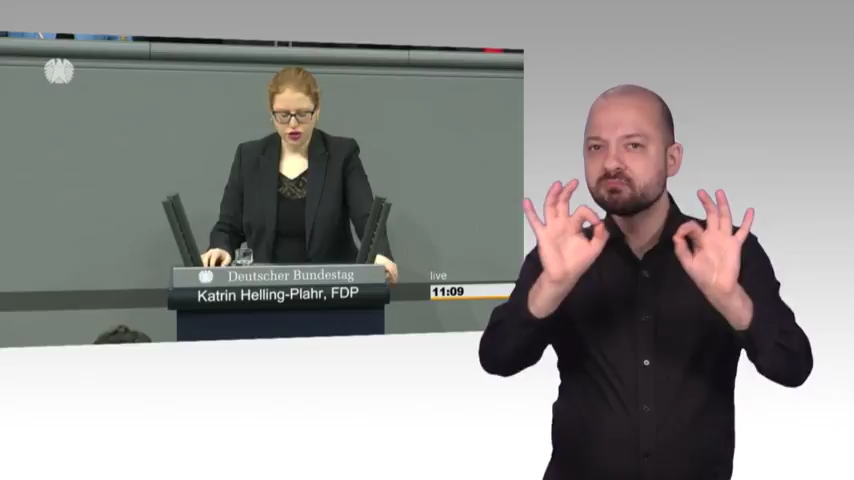 Deutscher Bundestag
Katrin Helling-Plahr, FDP
live
11:09